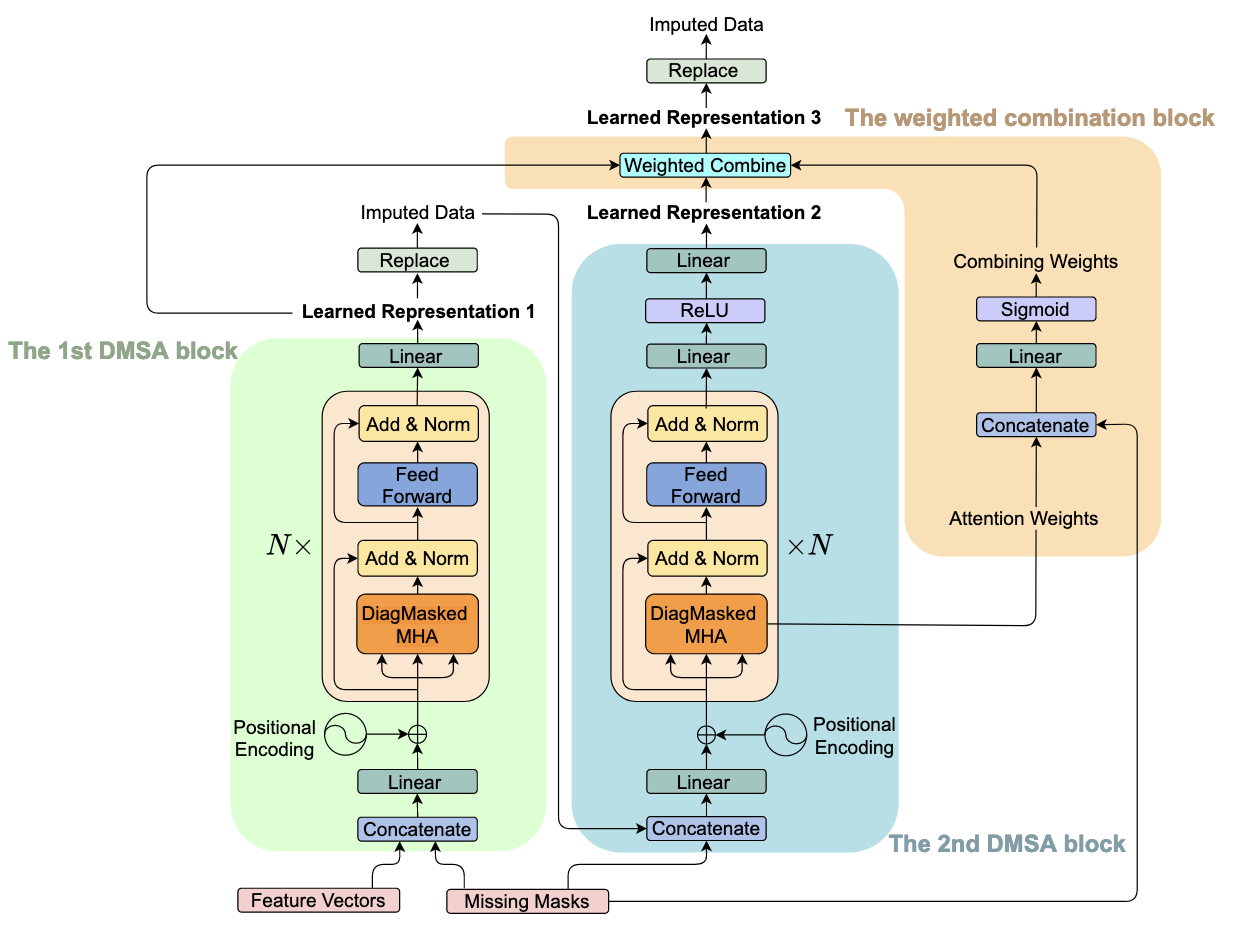 Imputed Data
Replace
Learned Representation 3
The weighted combination block
Weighted Combine
Imputed Data
Learned Representation 2
Replace
Linear
Combining Weights
Learned Representation 1
ReLU
Sigmoid
The 1st DMSA block
Linear
Linear
Linear
Add & Norm
Add & Norm
Concatenate
Feed
Forward
Feed
Forward
Attention Weights
N×
Add & Norm
Add & Norm
×N
DiagMasked
MHA
DiagMasked
MHA
Positional
Encoding
Positional
Encoding
Linear
Linear
Concatenate
Concatenate
The 2nd DMSA block
Feature Vectors
Missing Masks